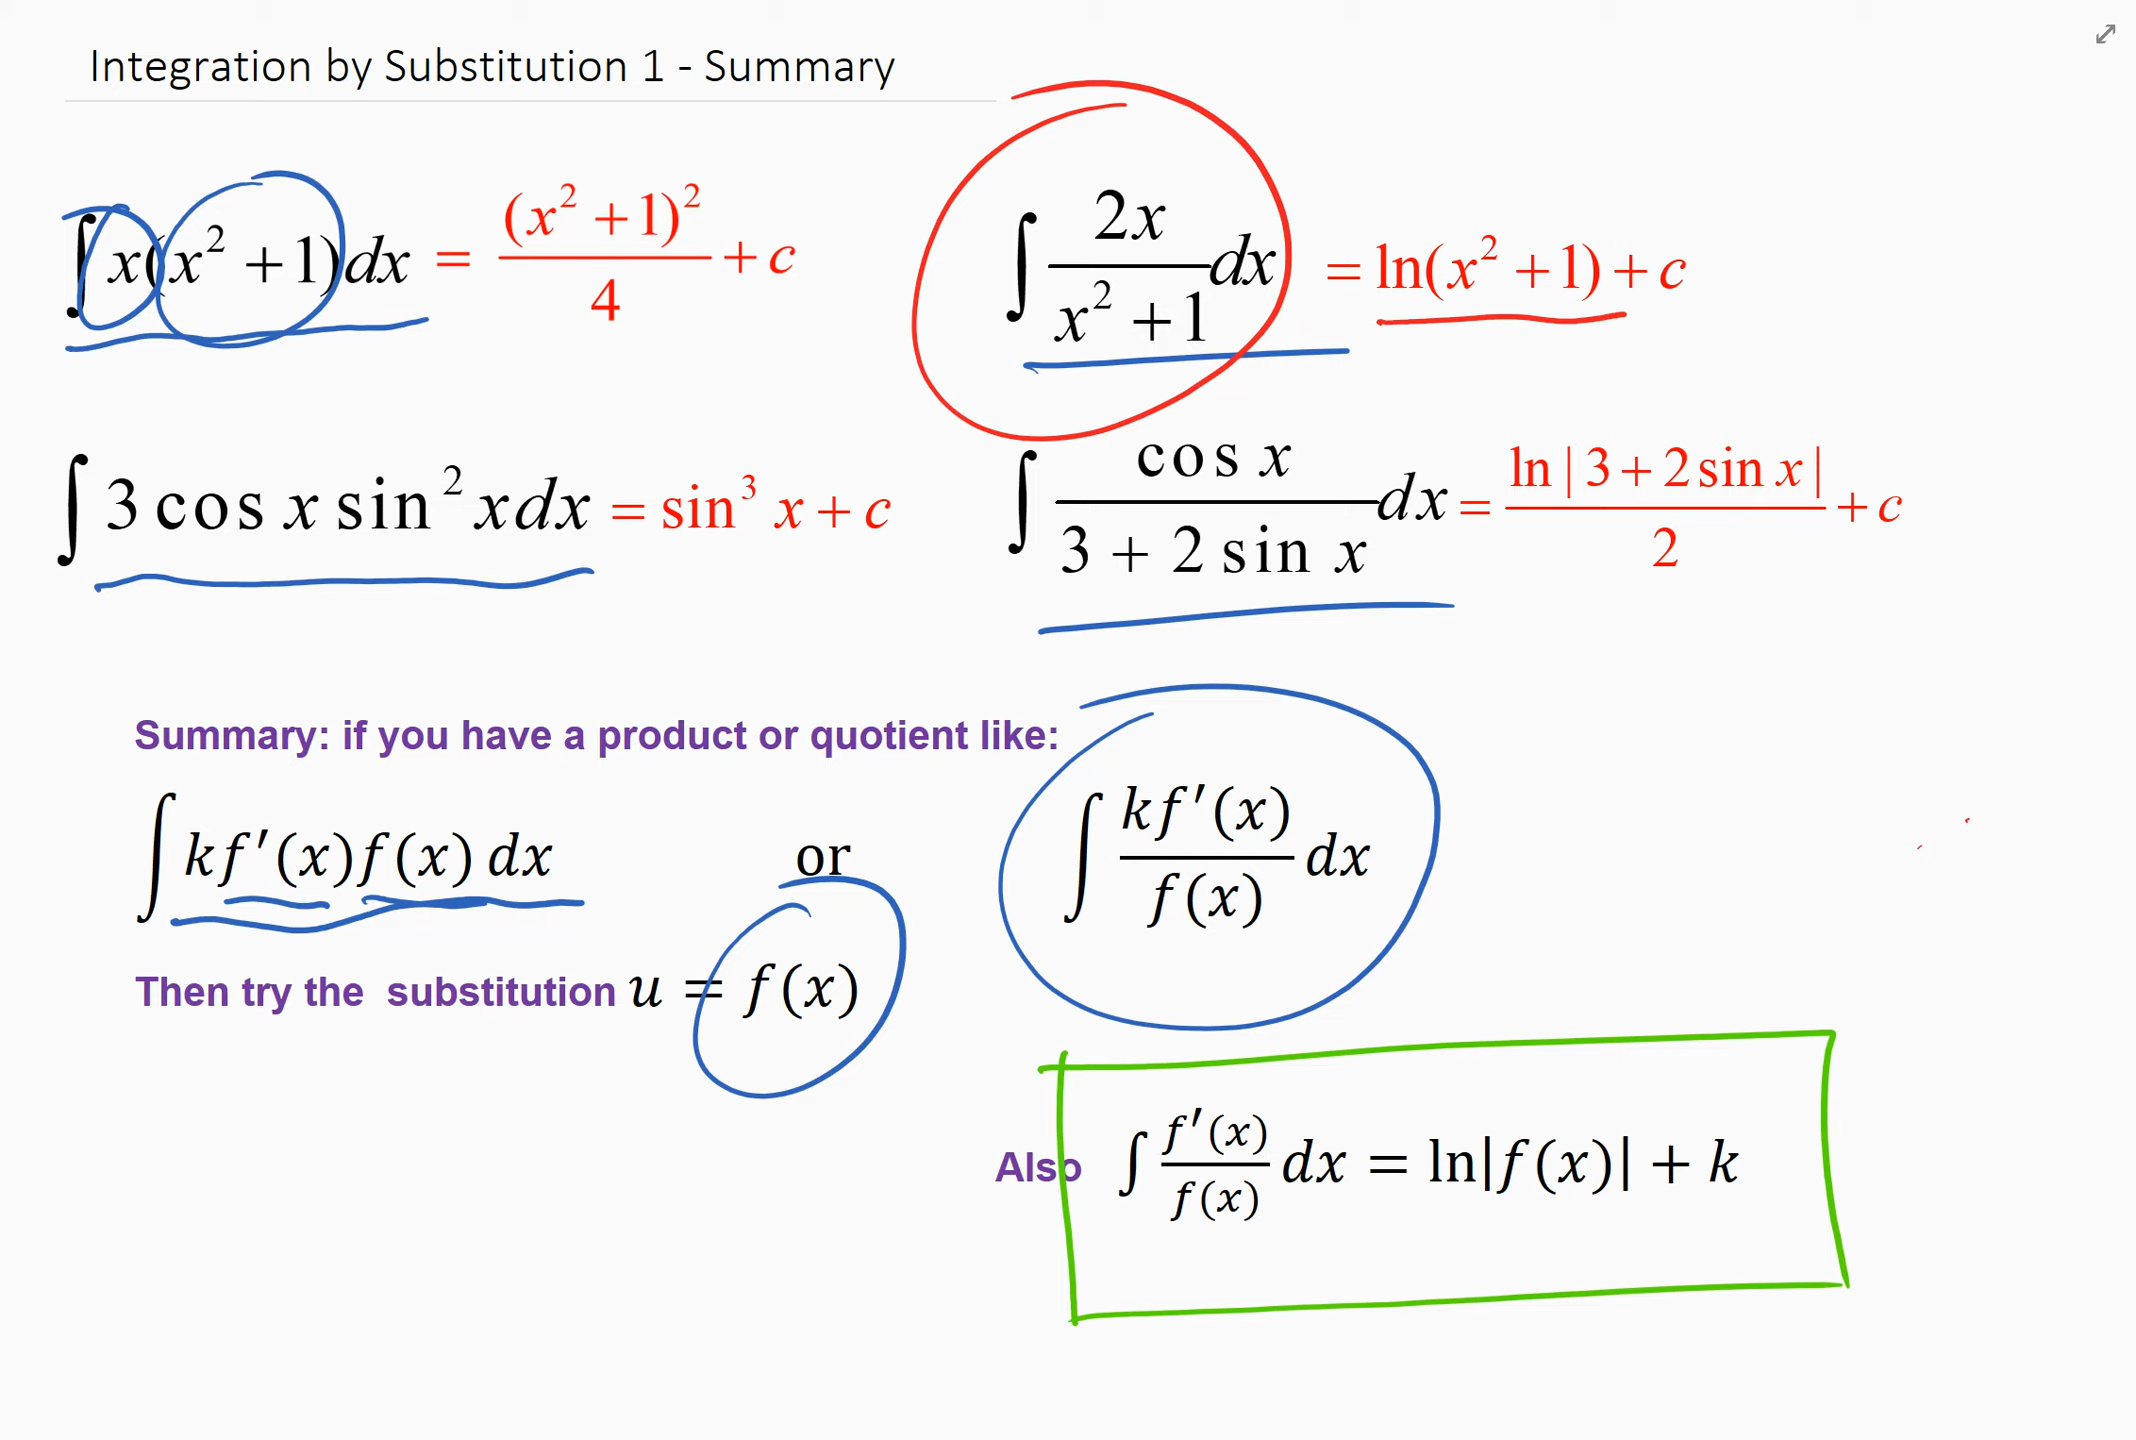 Integration by Substitution 1 - Summary
∫ x(x² + 1)dx = (x² + 1)²/4 + c
∫ 2x/(x² + 1) dx = ln(x² + 1) + c
∫ 3 cos x sin² x dx = sin³ x + c
∫ cos x/(3 + 2 sin x) dx = ln | 3 + 2 sin x |/2 + c
Summary: if you have a product or quotient like:
∫ kf′(x)f(x) dx or ∫ kf′(x)/f(x) dx
Then try the substitution u = f(x)
Also ∫ f′(x)/f(x) dx = ln|f(x)| + k